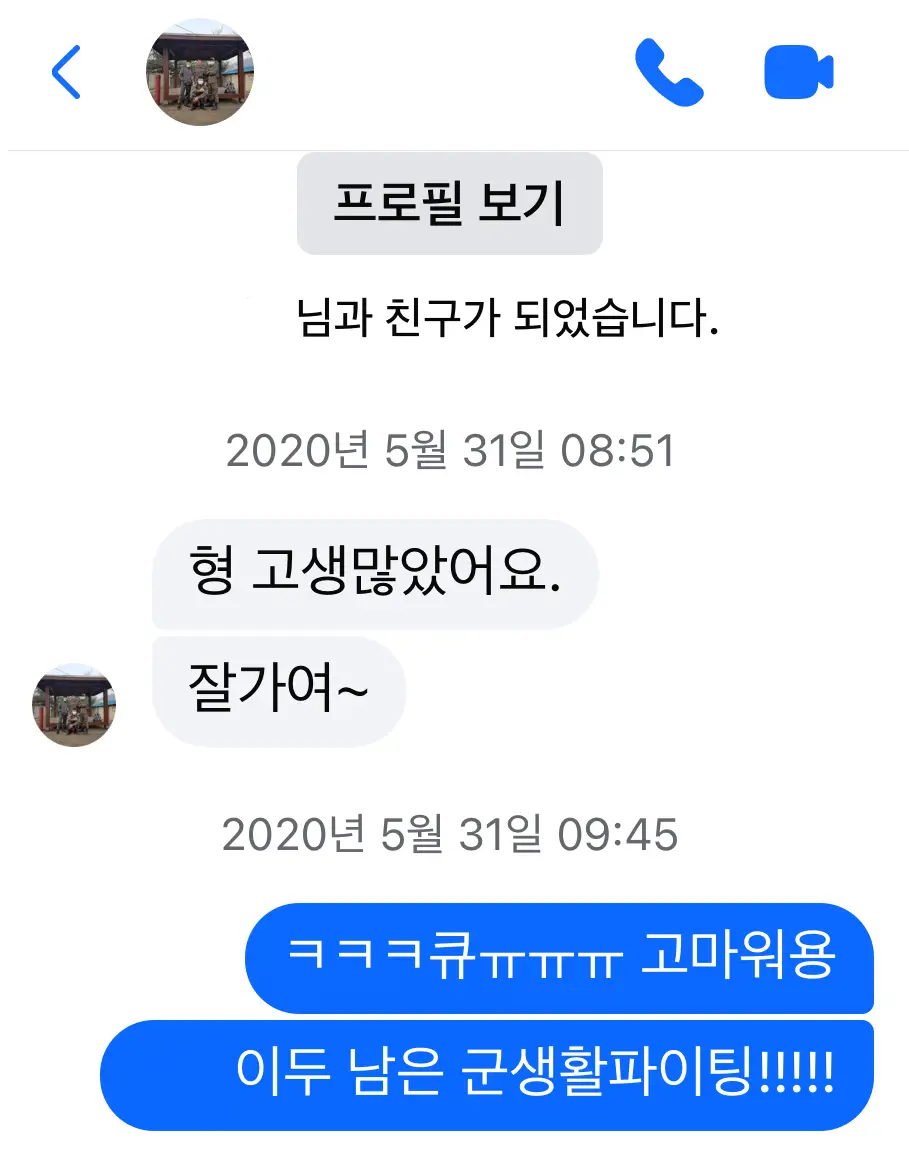 프로필 보기
님과 친구가 되었습니다.
2020년 5월 31일 08:51
형 고생많았어요.
잘가여~
2020년 5월 31일 09:45
ㅋㅋㅋ큐ㅠㅠㅠ 고마워용
이두 남은 군생활파이팅!!!!!